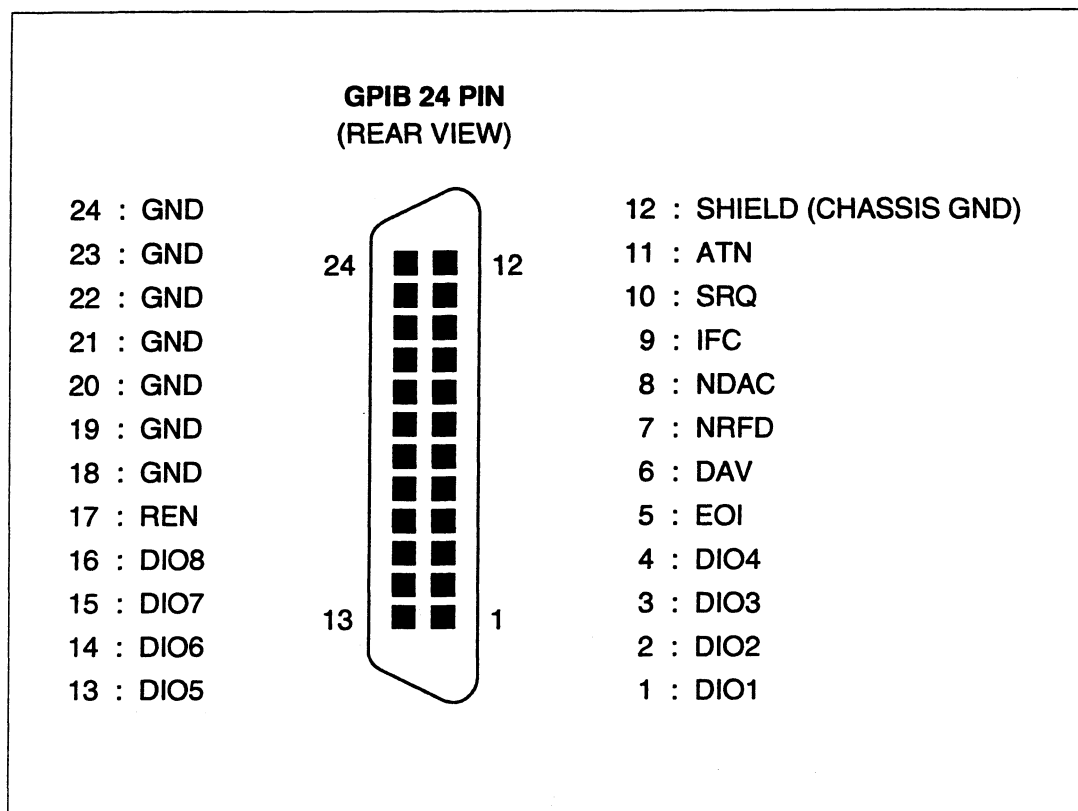 GPIB 24 PIN
(REAR VIEW)
24 : GND
23 : GND
22 : GND
21 : GND
20 : GND
19 : GND
18 : GND
17 : REN
16 : DIO8
15 : DIO7
14 : DIO6
13 : DIO5
24
12
13
1
12 : SHIELD (CHASSIS GND)
11 : ATN
10 : SRQ
9 : IFC
8 : NDAC
7 : NRFD
6 : DAV
5 : EOI
4 : DIO4
3 : DIO3
2 : DIO2
1 : DIO1